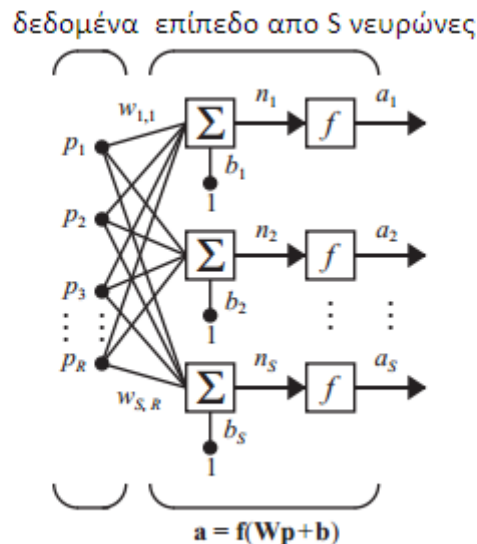 δεδομένα επίπεδο απο S νευρώνες
w1,1 n1 a1
p1 Σ f
b1
1
p2 n2 a2
Σ f
p3 b2
1
pR nS aS
Σ f
wS, R bS
1
a = f(Wp+b)